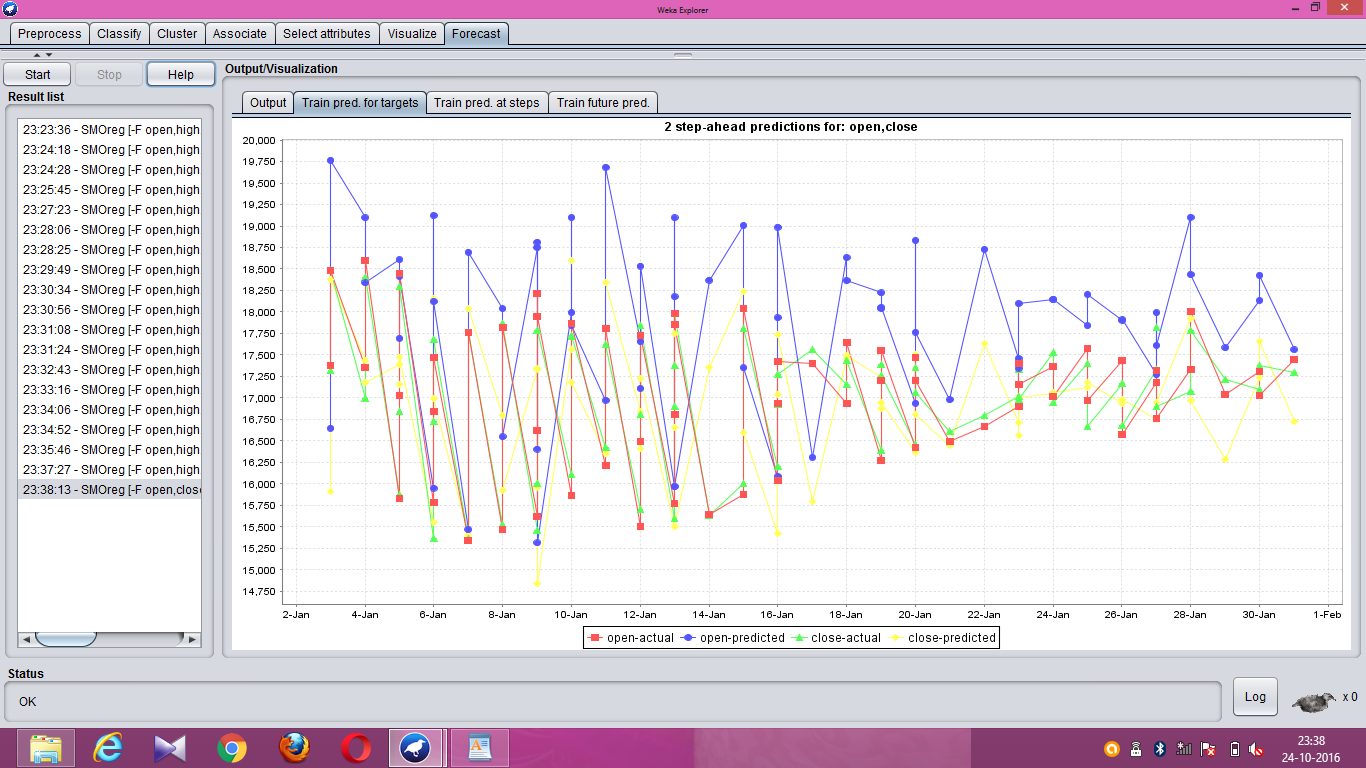 Weka Explorer
Preprocess Classify Cluster Associate Select attributes Visualize Forecast
Start Stop Help
Result list
23:23:36 - SMOreg [-F open,high
23:24:18 - SMOreg [-F open,high
23:24:28 - SMOreg [-F open,high
23:25:45 - SMOreg [-F open,high
23:27:23 - SMOreg [-F open,high
23:28:06 - SMOreg [-F open,high
23:28:25 - SMOreg [-F open,high
23:29:49 - SMOreg [-F open,high
23:30:34 - SMOreg [-F open,high
23:30:56 - SMOreg [-F open,high
23:31:08 - SMOreg [-F open,high
23:31:24 - SMOreg [-F open,high
23:32:43 - SMOreg [-F open,high
23:33:16 - SMOreg [-F open,high
23:34:06 - SMOreg [-F open,high
23:34:52 - SMOreg [-F open,high
23:35:46 - SMOreg [-F open,high
23:37:27 - SMOreg [-F open,high
23:38:13 - SMOreg [-F open,close
Output/Visualization
Output Train pred. for targets Train pred. at steps Train future pred.
2 step-ahead predictions for: open,close
20,000
19,750
19,500
19,250
19,000
18,750
18,500
18,250
18,000
17,750
17,500
17,250
17,000
16,750
16,500
16,250
16,000
15,750
15,500
15,250
15,000
14,750
2-Jan 4-Jan 6-Jan 8-Jan 10-Jan 12-Jan 14-Jan 16-Jan 18-Jan 20-Jan 22-Jan 24-Jan 26-Jan 28-Jan 30-Jan 1-Feb
open-actual open-predicted close-actual close-predicted
Status
OK
Log
x 0
23:38
24-10-2016